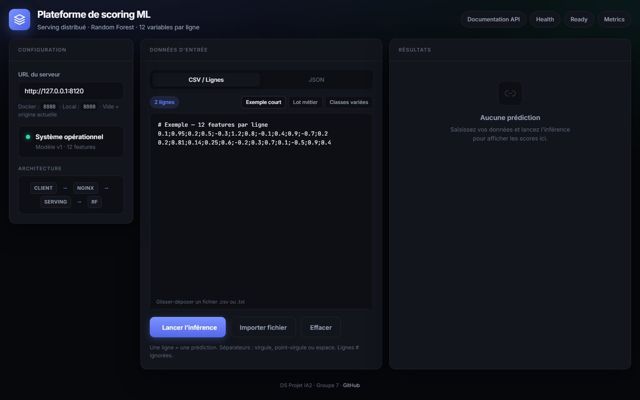 Plateforme de scoring ML
Serving distribué · Random Forest · 12 variables par ligne
Documentation API
Health
Ready
Metrics
CONFIGURATION
URL du serveur
http://127.0.0.1:8120
Docker : 8080 · Local : 8000 · Vide = origine actuelle
Système opérationnel
Modèle v1 · 12 features
ARCHITECTURE
CLIENT → NGINX →
SERVING → RF
DONNÉES D'ENTRÉE
CSV / Lignes
JSON
2 lignes
Exemple court
Lot métier
Classes variées
# Exemple — 12 features par ligne
0.1;0.95;0.2;0.5;-0.3;1.2;0.8;-0.1;0.4;0.9;-0.7;0.2
0.2;0.81;0.14;0.25;0.6;-0.2;0.3;0.7;0.1;-0.5;0.9;0.4
Glisser-déposer un fichier .csv ou .txt
Lancer l'inférence
Importer fichier
Effacer
Une ligne = une prédiction. Séparateurs : virgule, point-virgule ou espace. Lignes #
ignorées.
RÉSULTATS
Aucune prédiction
Saisissez vos données et lancez l'inférence
pour afficher les scores ici.
DS Projet IA2 · Groupe 7 · GitHub